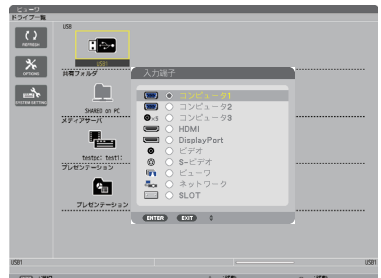 ビューワ
ドライブ一覧
REFRESH
OPTIONS
SYSTEM SETTING
USB
USB1
共有フォルダ
SHARED on PC
メディアサーバ
testpc: test1:
プレゼンテーション
プレゼンテーション
入力端子
コンピュータ1
コンピュータ2
×5 コンピュータ3
HDMI
DisplayPort
ビデオ
S-ビデオ
ビューワ
ネットワーク
SLOT
ENTER EXIT
USB1 USB1